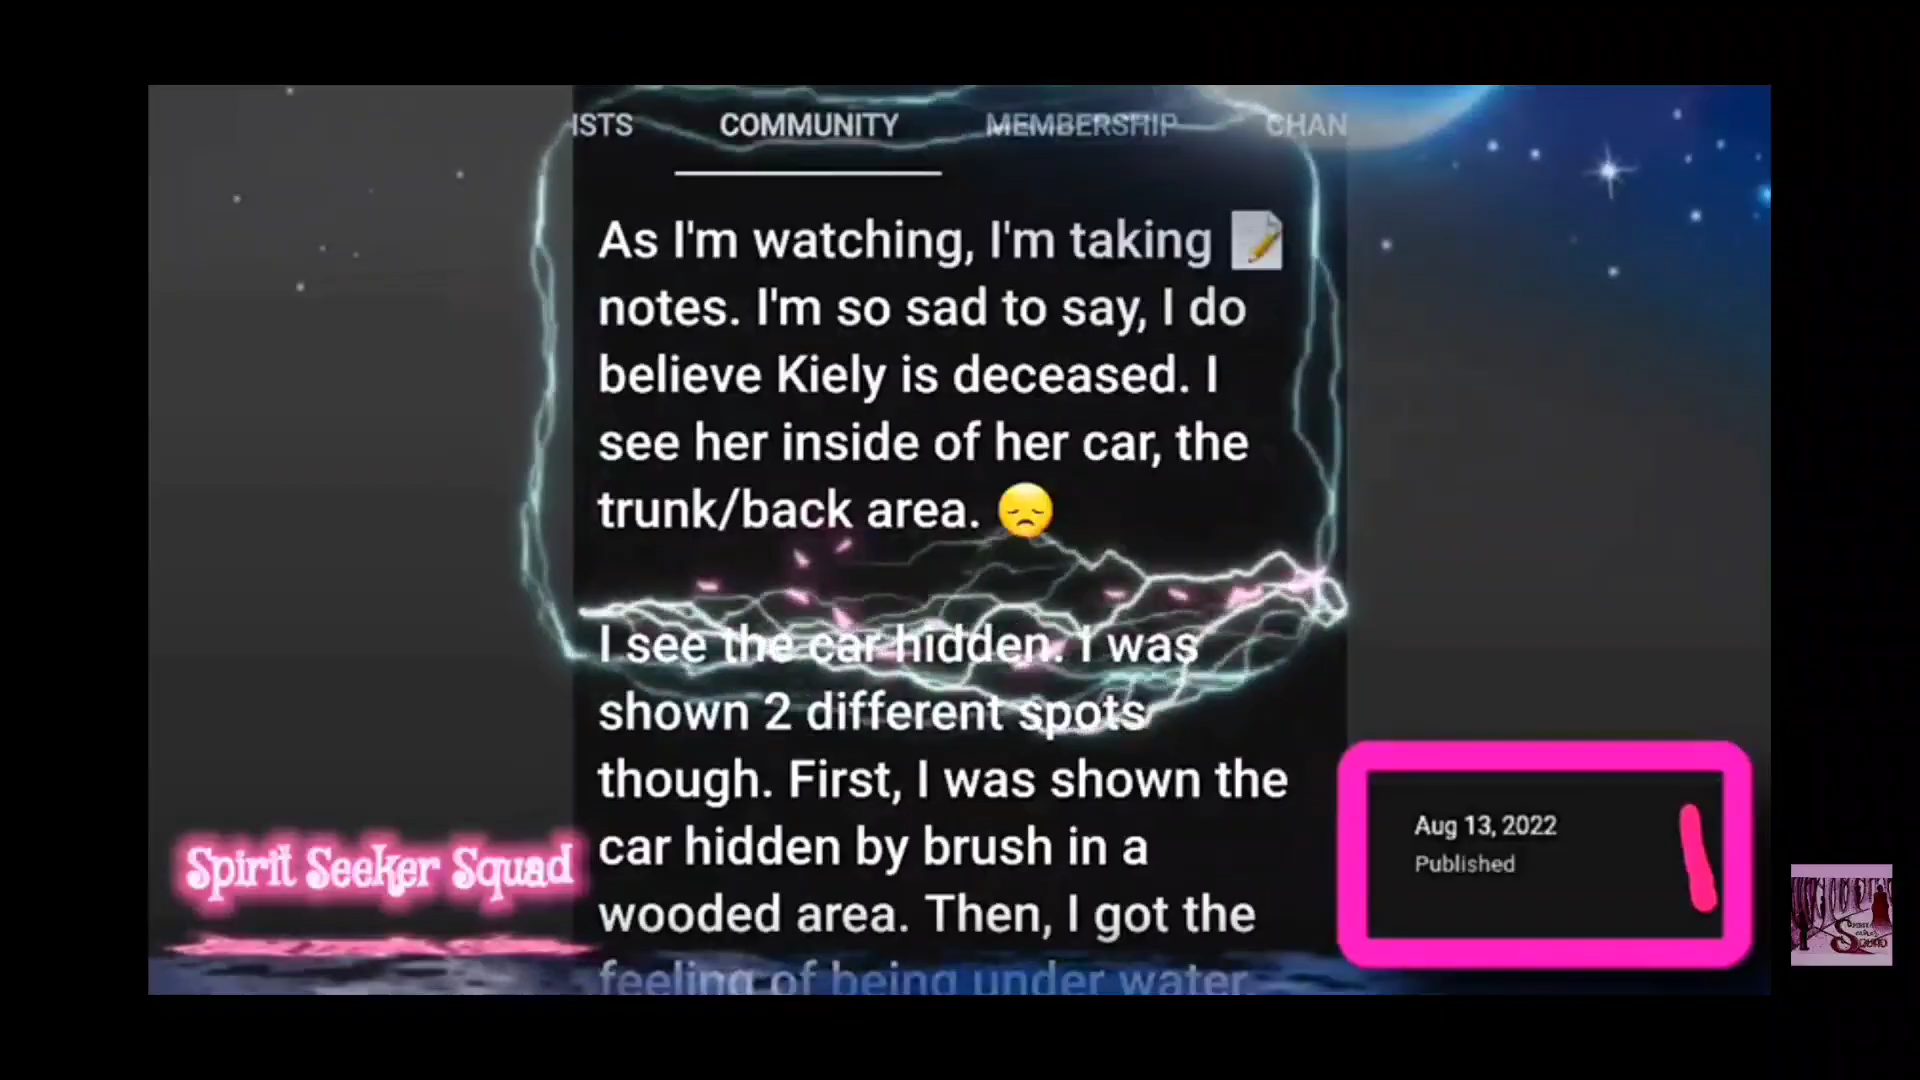 ISTS COMMUNITY MEMBERSHIP CHAN
As I'm watching, I'm taking 📝
notes. I'm so sad to say, I do
believe Kiely is deceased. I
see her inside of her car, the
trunk/back area. 😞
I see the car hidden. I was
shown 2 different spots
though. First, I was shown the
car hidden by brush in a
wooded area. Then, I got the
feeling of being under water.
Spirit Seeker Squad
Aug 13, 2022
Published